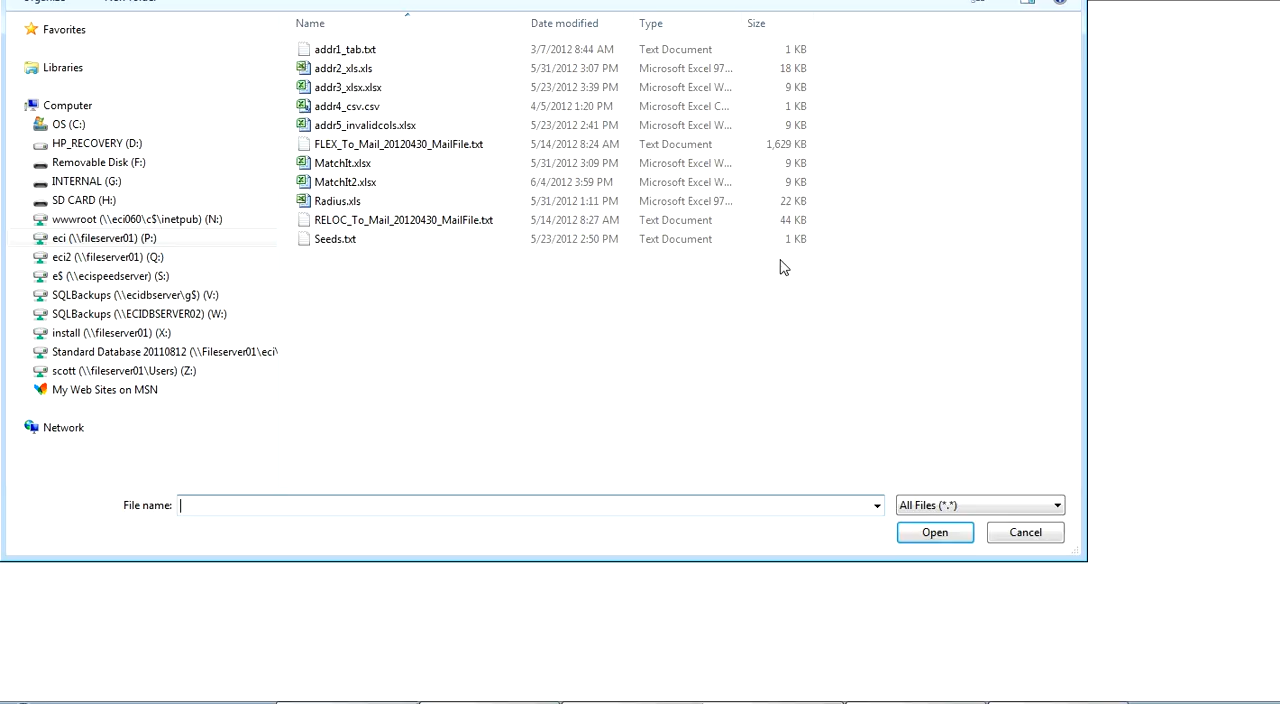 Organize New folder
Name Date modified Type Size
Favorites
Libraries
Computer
OS (C:)
HP_RECOVERY (D:)
Removable Disk (F:)
INTERNAL (G:)
SD CARD (H:)
wwwroot (\\eci060\c$\inetpub) (N:)
eci (\\fileserver01) (P:)
eci2 (\\fileserver01) (Q:)
e$ (\\ecispeedserver) (S:)
SQLBackups (\\ecidbserver\g$) (V:)
SQLBackups (\\ECIDBSERVER02) (W:)
install (\\fileserver01) (X:)
Standard Database 20110812 (\\Fileserver01\eci\
scott (\\fileserver01\Users) (Z:)
My Web Sites on MSN
Network
addr1_tab.txt 3/7/2012 8:44 AM Text Document 1 KB
addr2_xls.xls 5/31/2012 3:07 PM Microsoft Excel 97... 18 KB
addr3_xlsx.xlsx 5/23/2012 3:39 PM Microsoft Excel W... 9 KB
addr4_csv.csv 4/5/2012 1:20 PM Microsoft Excel C... 1 KB
addr5_invalidcols.xlsx 5/23/2012 2:41 PM Microsoft Excel W... 9 KB
FLEX_To_Mail_20120430_MailFile.txt 5/14/2012 8:24 AM Text Document 1,629 KB
MatchIt.xlsx 5/31/2012 3:09 PM Microsoft Excel W... 9 KB
MatchIt2.xlsx 6/4/2012 3:59 PM Microsoft Excel W... 9 KB
Radius.xls 5/31/2012 1:11 PM Microsoft Excel 97... 22 KB
RELOC_To_Mail_20120430_MailFile.txt 5/14/2012 8:27 AM Text Document 44 KB
Seeds.txt 5/23/2012 2:50 PM Text Document 1 KB
File name: All Files (*.*)
Open Cancel